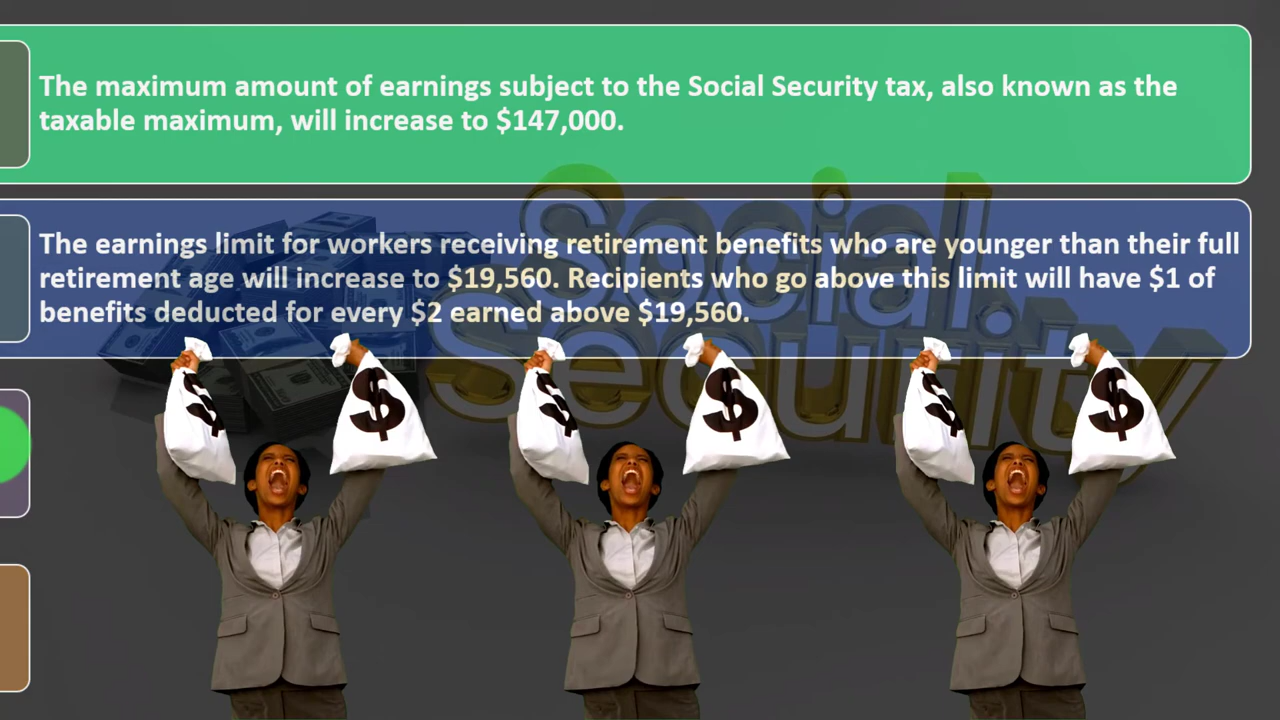 The maximum amount of earnings subject to the Social Security tax, also known as the
taxable maximum, will increase to $147,000.
The earnings limit for workers receiving retirement benefits who are younger than their full
retirement age will increase to $19,560. Recipients who go above this limit will have $1 of
benefits deducted for every $2 earned above $19,560.
Social
Security
$ $ $ $ $ $